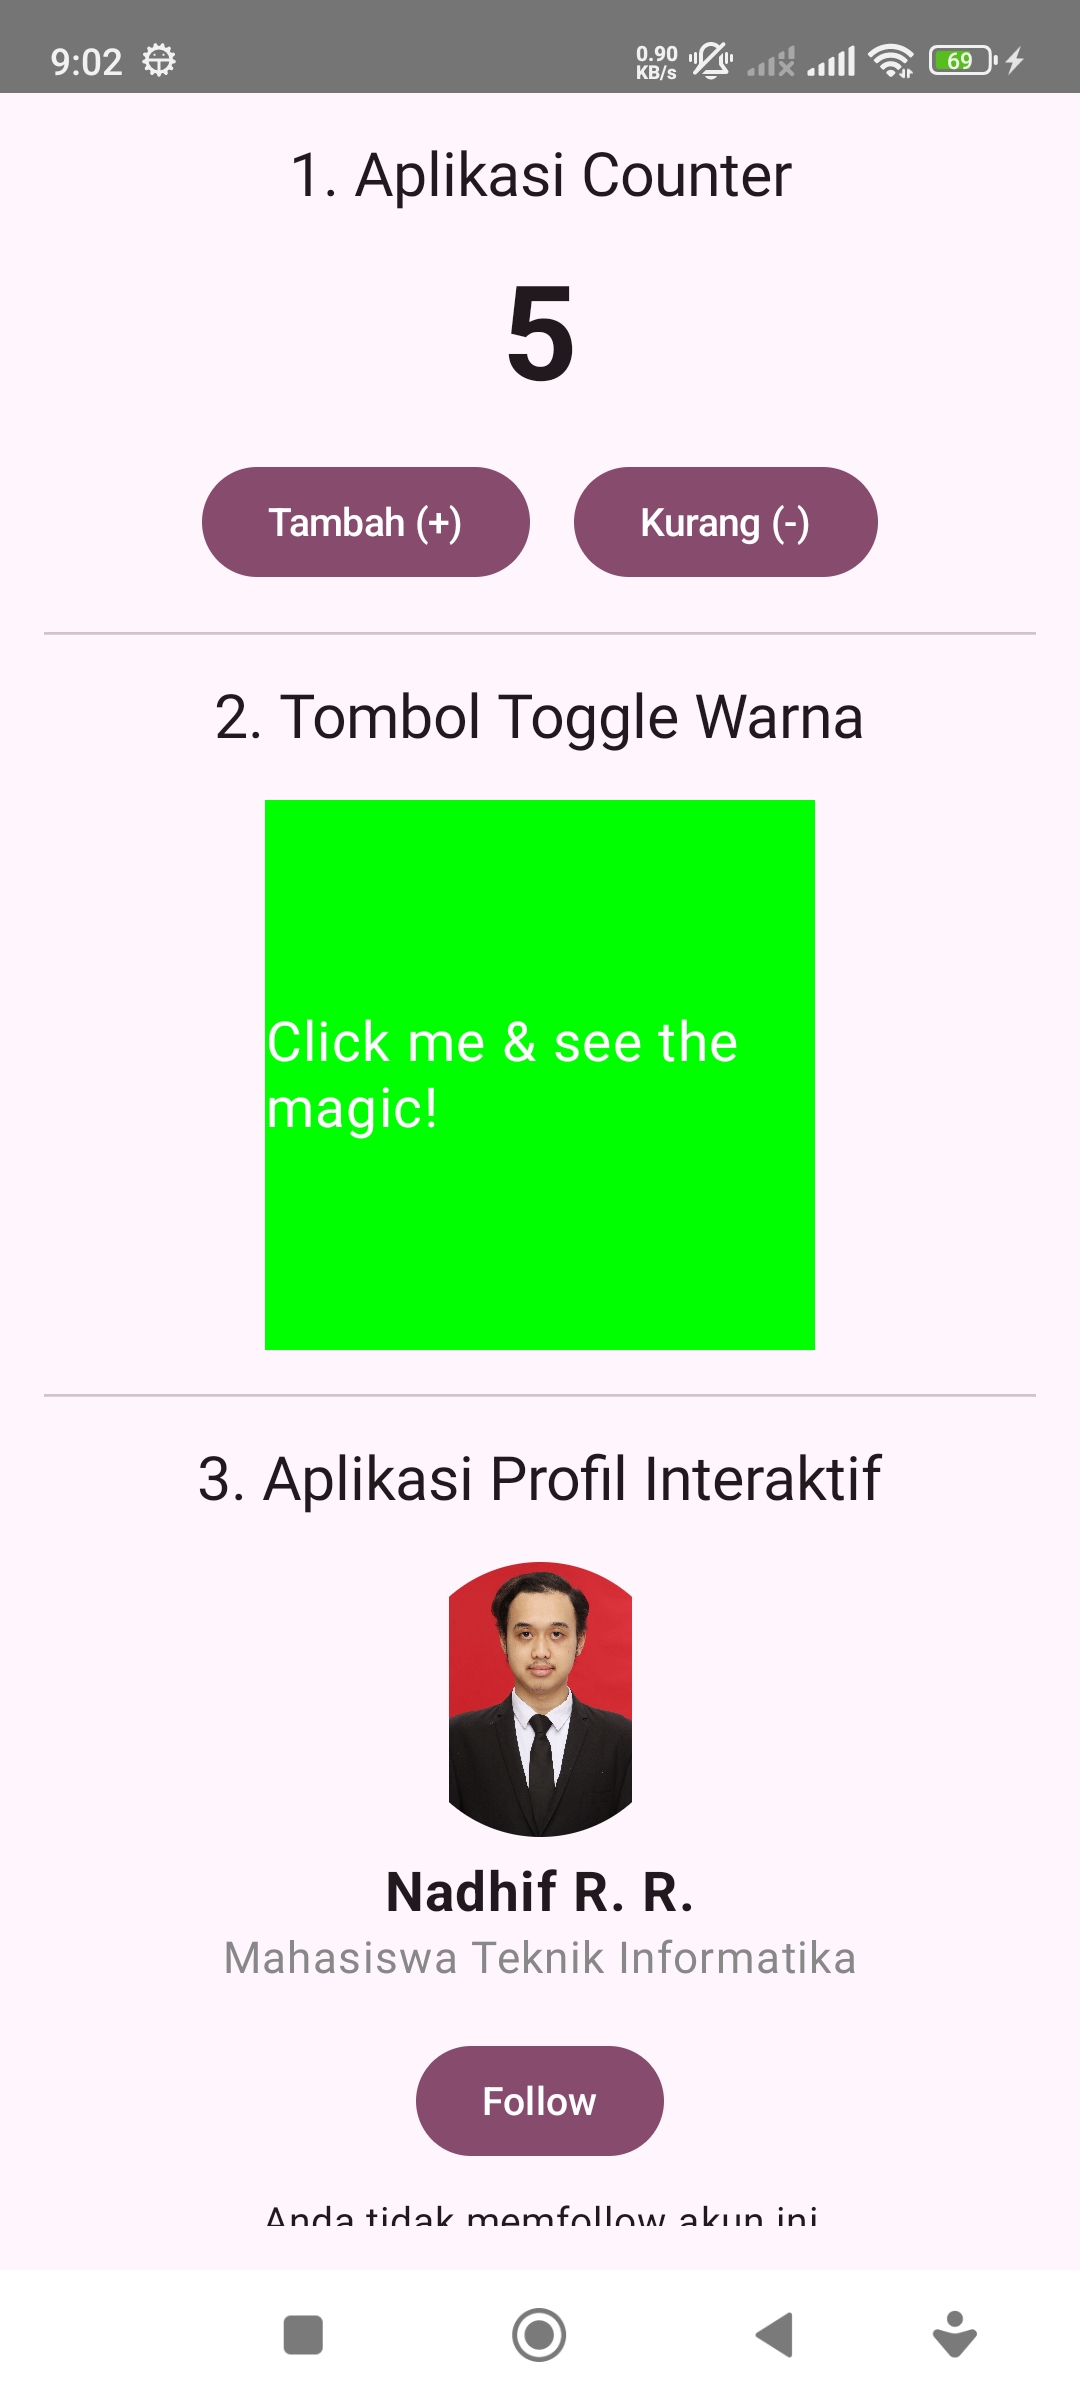 9:02
0.90
KB/s
69
1. Aplikasi Counter
5
Tambah (+)
Kurang (-)
2. Tombol Toggle Warna
Click me & see the
magic!
3. Aplikasi Profil Interaktif
Nadhif R. R.
Mahasiswa Teknik Informatika
Follow
Anda tidak memfollow akun ini